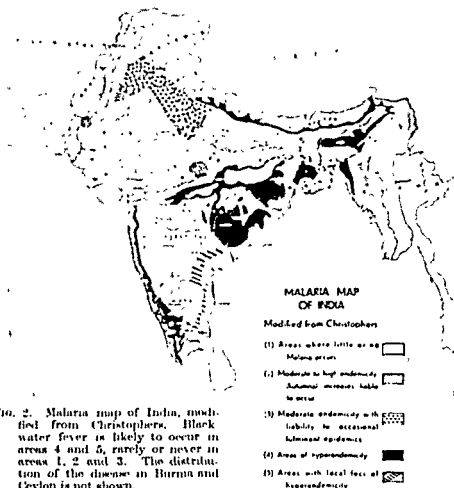 MALARIA MAP
OF INDIA
Modified from Christophers
(1) Areas where little or no
Malaria occurs
(2) Moderate to high endemicity
Autumnal increases liable
to occur
(3) Moderate endemicity with
liability to occasional
fulminant epidemics
(4) Areas of hyperendemicity
(5) Areas with local foci of
hyperendemicity
FIG. 2. Malaria map of India, modi-
fied from Christophers. Black
water fever is likely to occur in
areas 4 and 5, rarely or never in
areas 1, 2 and 3. The distribu-
tion of the disease in Burma and
Ceylon is not shown.